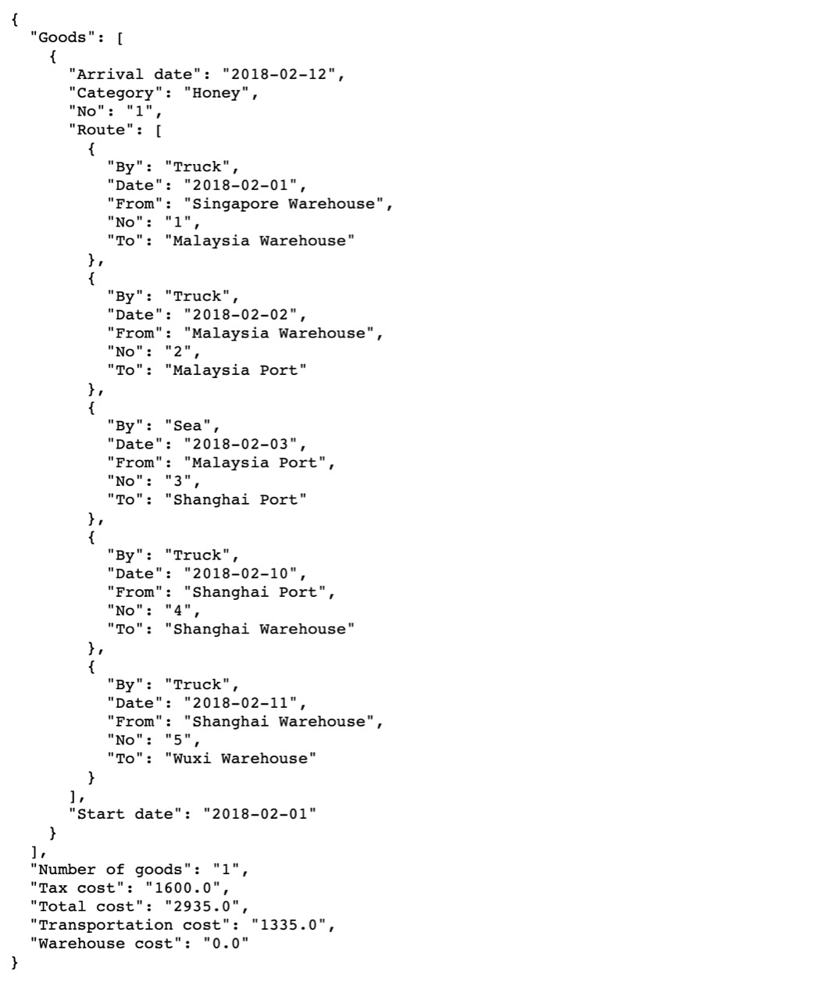 {
  "Goods": [
    {
      "Arrival date": "2018-02-12",
      "Category": "Honey",
      "No": "1",
      "Route": [
        {
          "By": "Truck",
          "Date": "2018-02-01",
          "From": "Singapore Warehouse",
          "No": "1",
          "To": "Malaysia Warehouse"
        },
        {
          "By": "Truck",
          "Date": "2018-02-02",
          "From": "Malaysia Warehouse",
          "No": "2",
          "To": "Malaysia Port"
        },
        {
          "By": "Sea",
          "Date": "2018-02-03",
          "From": "Malaysia Port",
          "No": "3",
          "To": "Shanghai Port"
        },
        {
          "By": "Truck",
          "Date": "2018-02-10",
          "From": "Shanghai Port",
          "No": "4",
          "To": "Shanghai Warehouse"
        },
        {
          "By": "Truck",
          "Date": "2018-02-11",
          "From": "Shanghai Warehouse",
          "No": "5",
          "To": "Wuxi Warehouse"
        }
      ],
      "Start date": "2018-02-01"
    }
  ],
  "Number of goods": "1",
  "Tax cost": "1600.0",
  "Total cost": "2935.0",
  "Transportation cost": "1335.0",
  "Warehouse cost": "0.0"
}